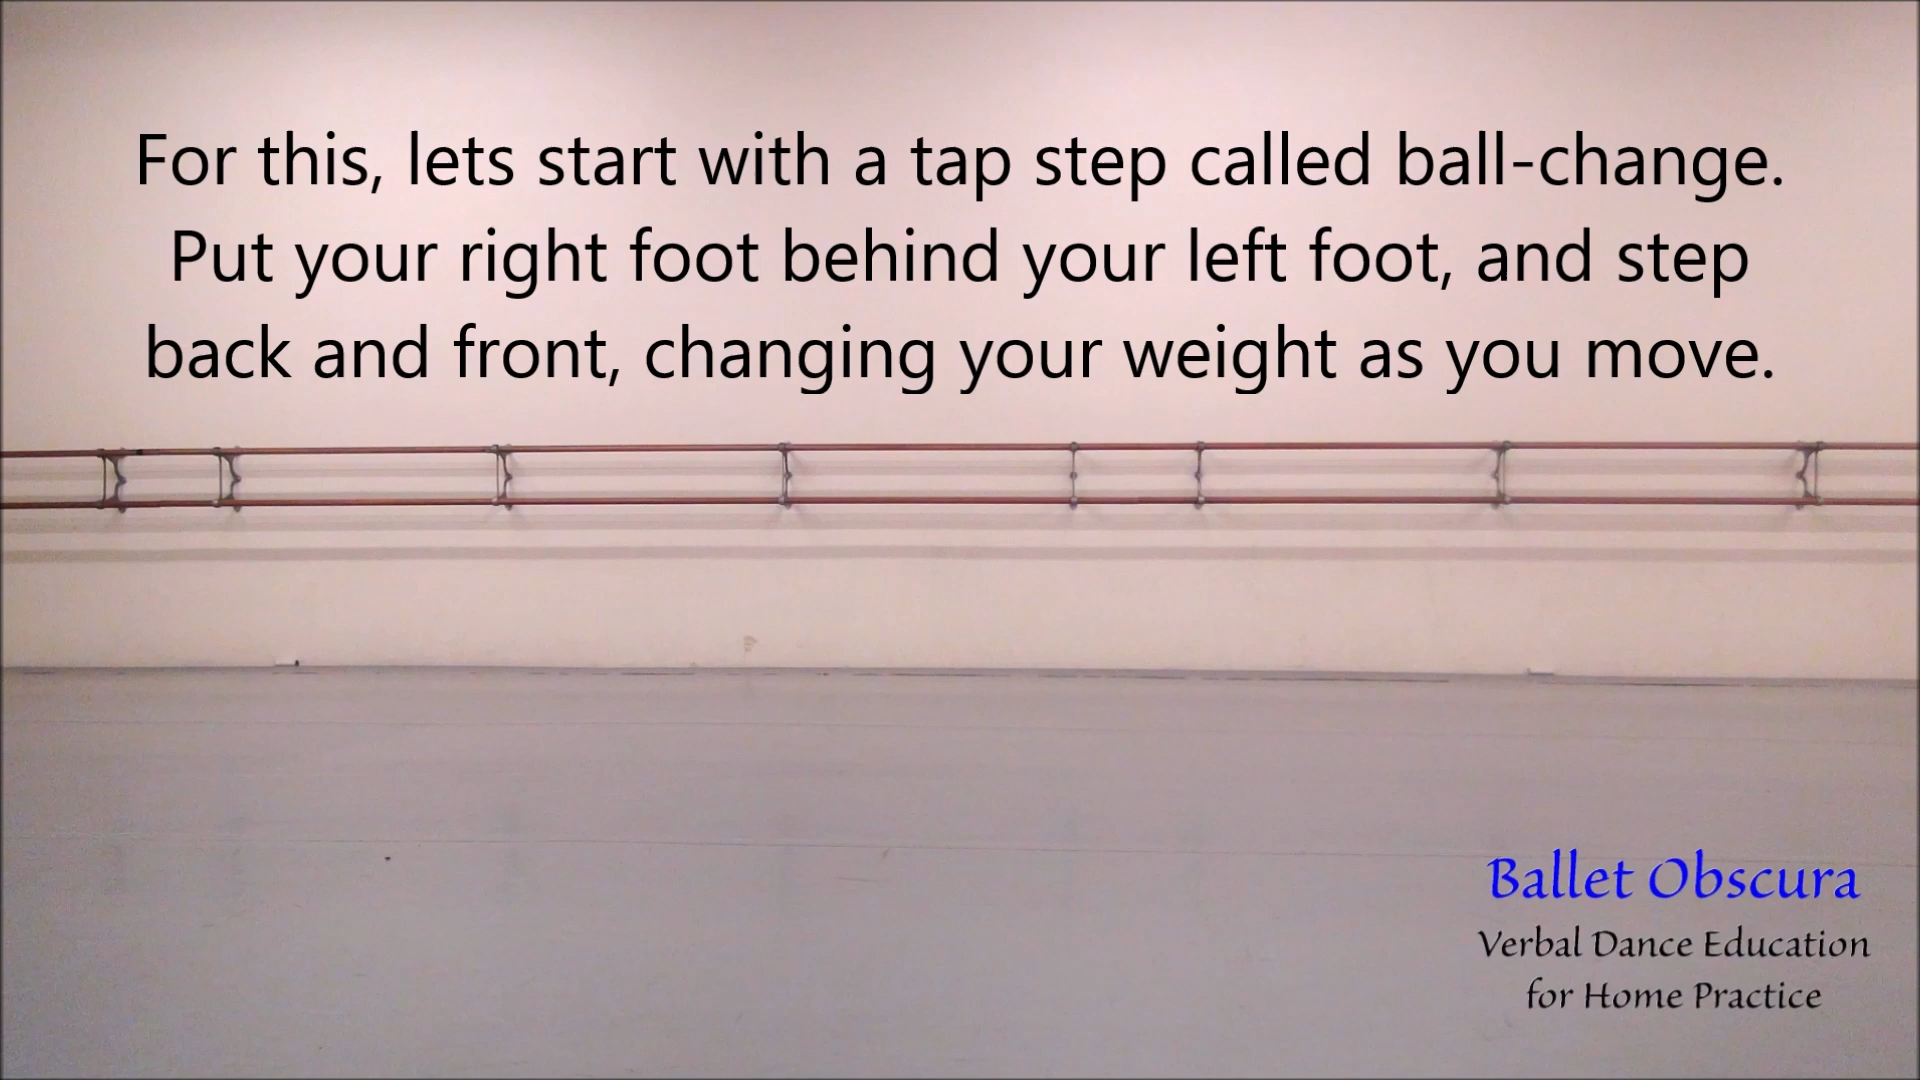 For this, lets start with a tap step called ball-change.
Put your right foot behind your left foot, and step
back and front, changing your weight as you move.
Ballet Obscura
Verbal Dance Education
for Home Practice